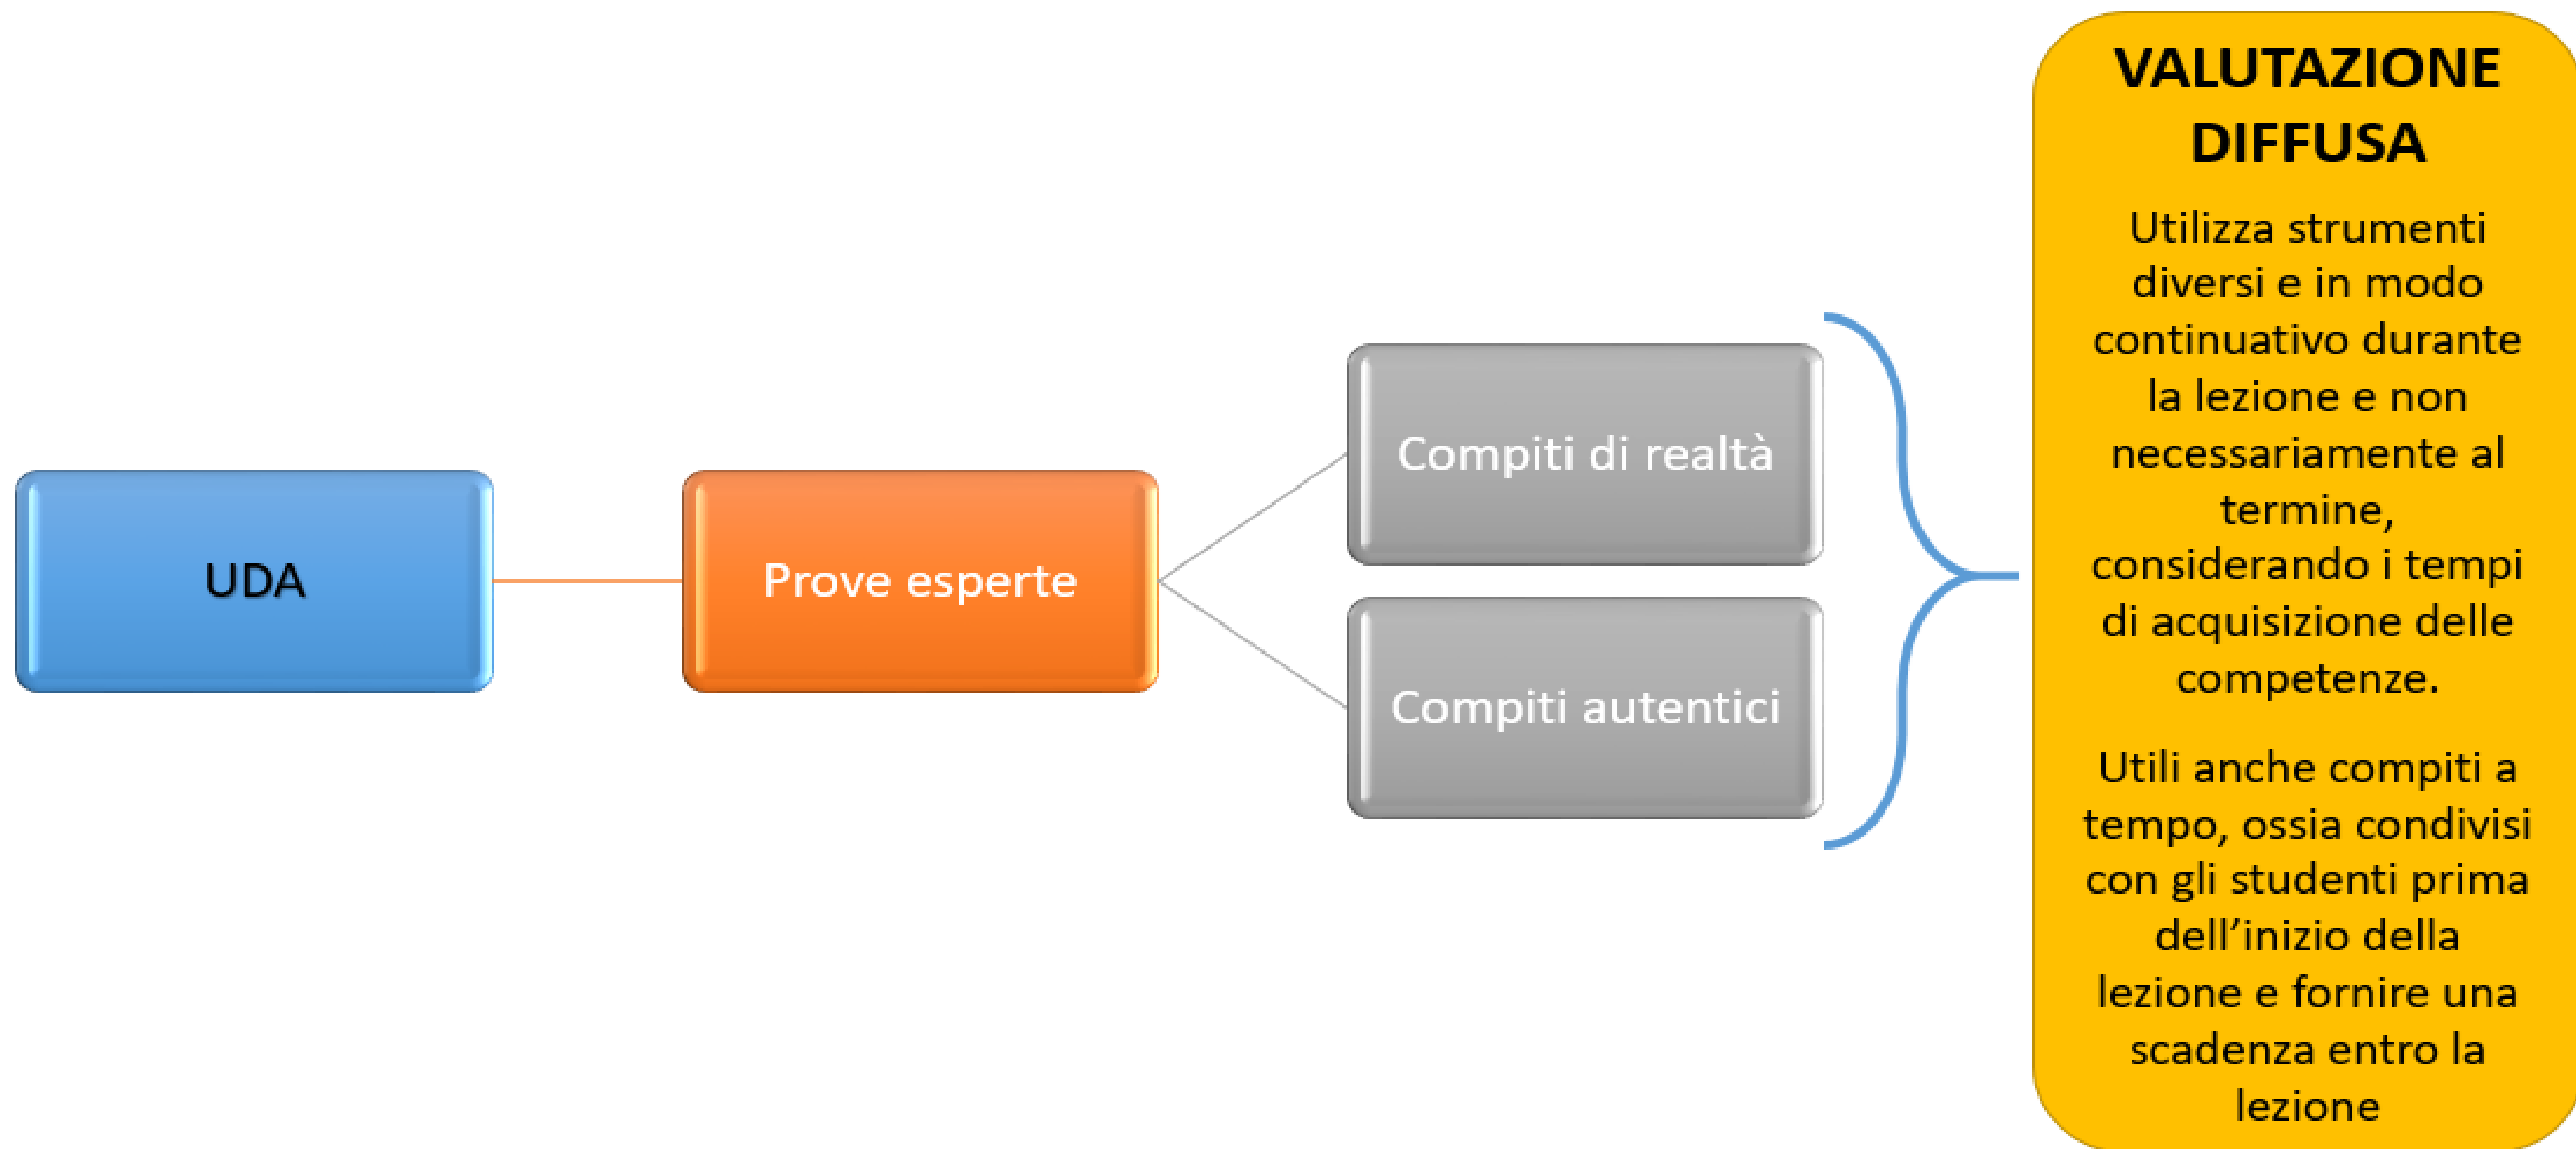 UDA
Prove esperte
Compiti di realtà
Compiti autentici
VALUTAZIONE
DIFFUSA
Utilizza strumenti
diversi e in modo
continuativo durante
la lezione e non
necessariamente al
termine,
considerando i tempi
di acquisizione delle
competenze.
Utili anche compiti a
tempo, ossia condivisi
con gli studenti prima
dell’inizio della
lezione e fornire una
scadenza entro la
lezione